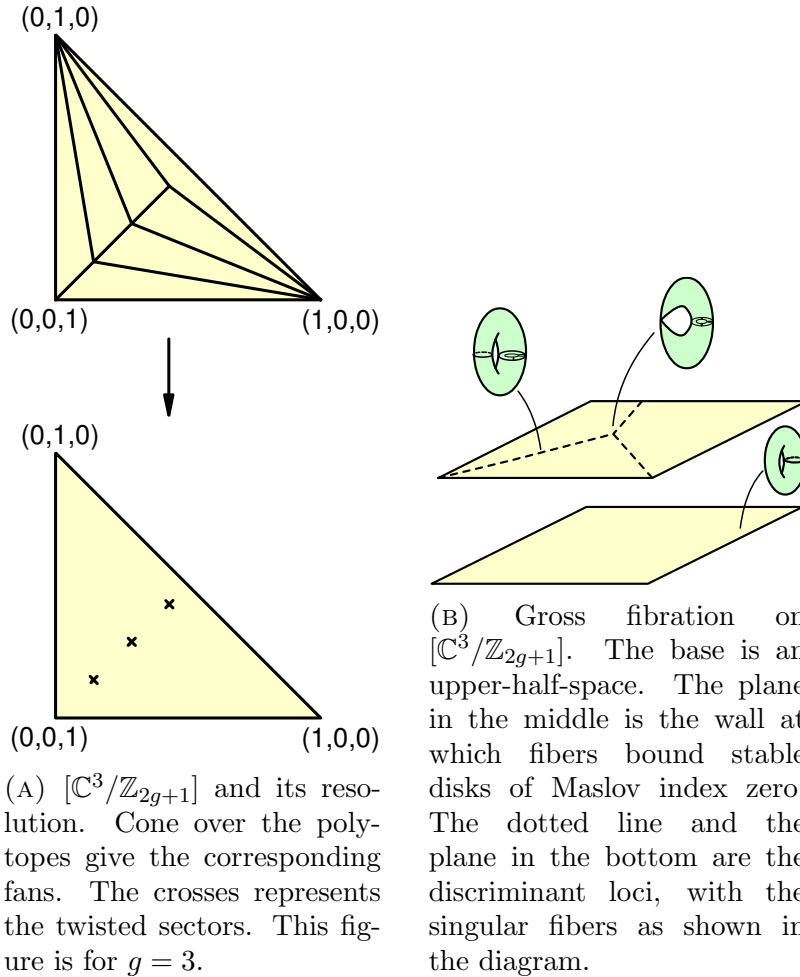 (0,1,0)
(0,0,1)
(1,0,0)
(0,1,0)
(0,0,1)
(1,0,0)
(A) [ℂ³/ℤ₂g₊₁] and its reso-
lution. Cone over the poly-
topes give the corresponding
fans. The crosses represents
the twisted sectors. This fig-
ure is for g = 3.
(B) Gross fibration on
[ℂ³/ℤ₂g₊₁]. The base is an
upper-half-space. The plane
in the middle is the wall at
which fibers bound stable
disks of Maslov index zero.
The dotted line and the
plane in the bottom are the
discriminant loci, with the
singular fibers as shown in
the diagram.